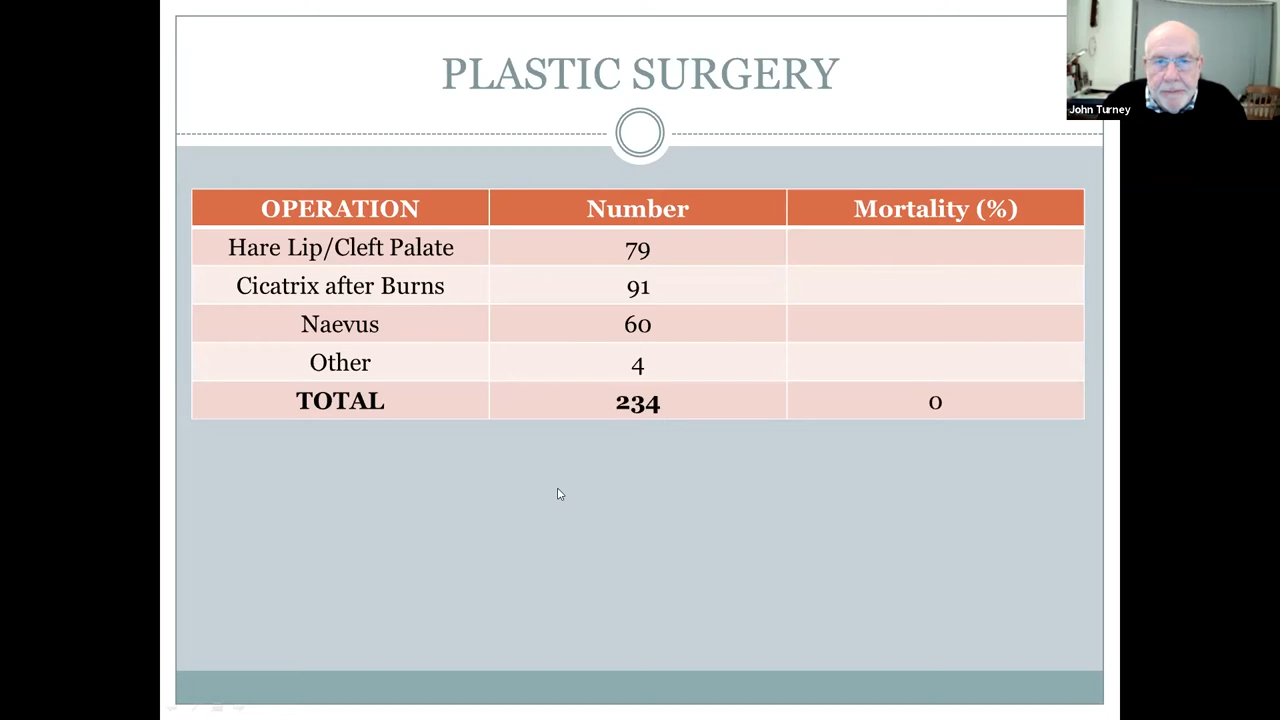 PLASTIC SURGERY
John Turney
OPERATION Number Mortality (%)
Hare Lip/Cleft Palate 79
Cicatrix after Burns 91
Naevus 60
Other 4
TOTAL 234 0